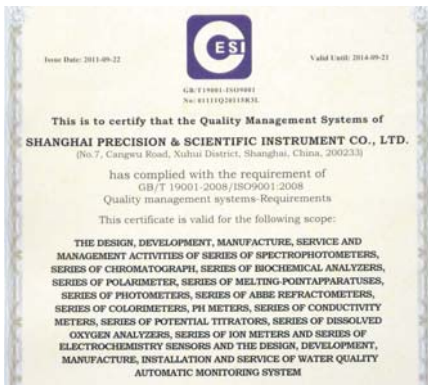 CESI
Issue Date: 2011-09-22
Valid Until: 2014-09-21
GB/T19001-ISO9001
No: 01111Q20115R3L
This is to certify that the Quality Management Systems of
SHANGHAI PRECISION & SCIENTIFIC INSTRUMENT CO., LTD.
(No.7, Cangwu Road, Xuhui District, Shanghai, China, 200233)
has complied with the requirement of
GB/T 19001-2008/ISO9001:2008
Quality management systems-Requirements
This certificate is valid for the following scope:
THE DESIGN, DEVELOPMENT, MANUFACTURE, SERVICE AND
MANAGEMENT ACTIVITIES OF SERIES OF SPECTROPHOTOMETERS,
SERIES OF CHROMATOGRAPH, SERIES OF BIOCHEMICAL ANALYZERS,
SERIES OF POLARIMETER, SERIES OF MELTING-POINTAPPARATUSES,
SERIES OF PHOTOMETERS, SERIES OF ABBE REFRACTOMETERS,
SERIES OF COLORIMETERS, PH METERS, SERIES OF CONDUCTIVITY
METERS, SERIES OF POTENTIAL TITRATORS, SERIES OF DISSOLVED
OXYGEN ANALYZERS, SERIES OF ION METERS AND SERIES OF
ELECTROCHEMISTRY SENSORS AND THE DESIGN, DEVELOPMENT,
MANUFACTURE, INSTALLATION AND SERVICE OF WATER QUALITY
AUTOMATIC MONITORING SYSTEM